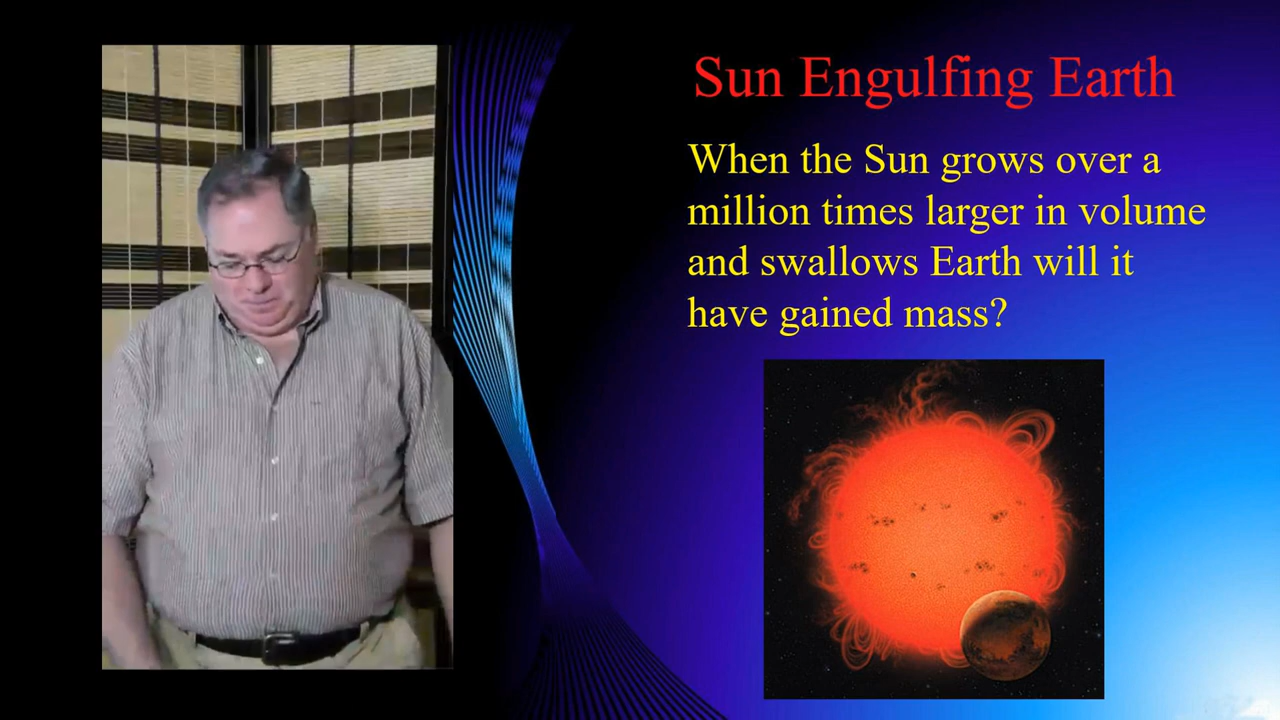 Sun Engulfing Earth
When the Sun grows over a
million times larger in volume
and swallows Earth will it
have gained mass?